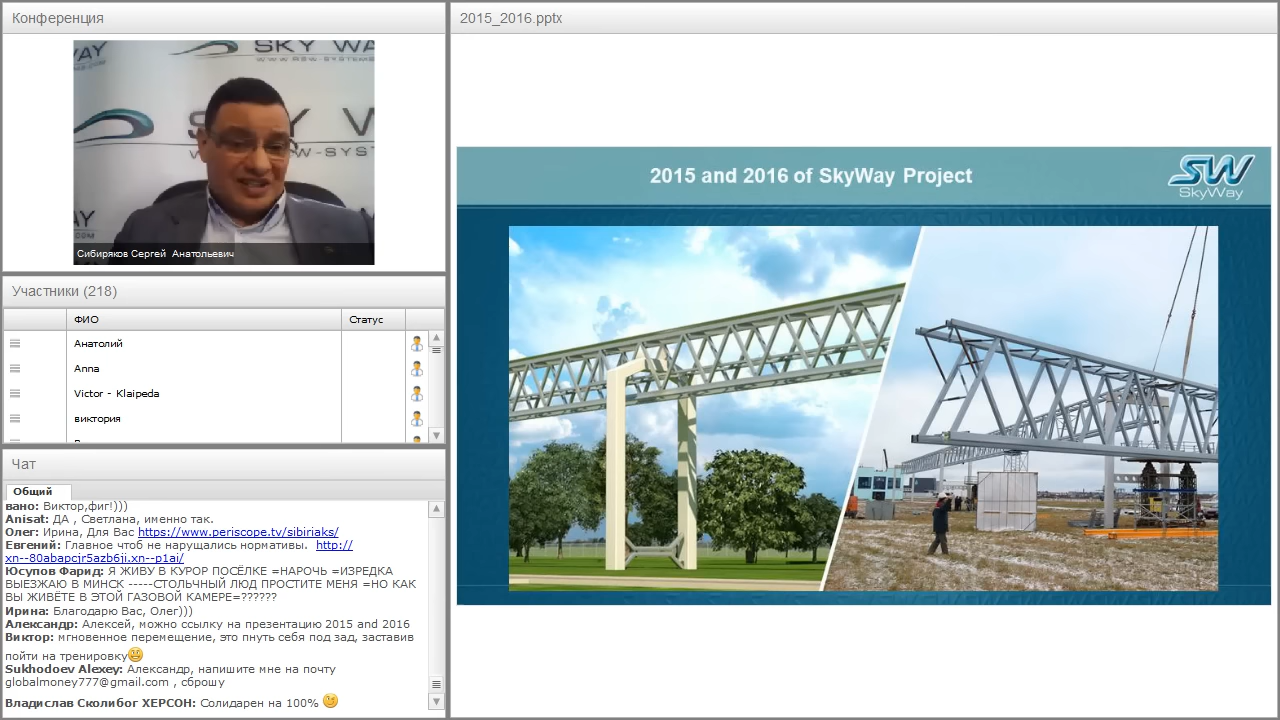 Конференция
SKY WAY
WWW.RSW-SYSTEMS
SKY W
W-SYST
Сибиряков Сергей Анатольевич
Участники (218)
ФИО
Статус
Анатолий
Anna
Victor - Klaipeda
виктория
Чат
Общий
вано: Виктор,фиг!)))
Anisat: ДА , Светлана, именно так.
Олег: Ирина, Для Вас https://www.periscope.tv/sibiriaks/
Евгений: Главное чтоб не нарущались нормативы. http://
xn--80abapcjr5azb6ji.xn--p1ai/
Юсупов Фарид: Я ЖИВУ В КУРОР ПОСЁЛКЕ =НАРОЧЬ =ИЗРЕДКА
ВЫЕЗЖАЮ В МИНСК -----СТОЛЬЧНЫЙ ЛЮД ПРОСТИТЕ МЕНЯ =НО КАК
ВЫ ЖИВЁТЕ В ЭТОЙ ГАЗОВОЙ КАМЕРЕ=??????
Ирина: Благодарю Вас, Олег)))
Александр: Алексей, можно ссылку на презентацию 2015 and 2016
Виктор: мгновенное перемещение, это пнуть себя под зад, заставив
пойти на тренировку
Sukhodoev Alexey: Александр, напишите мне на почту
globalmoney777@gmail.com , сброшу
Владислав Сколибог ХЕРСОН: Солидарен на 100%
2015_2016.pptx
2015 and 2016 of SkyWay Project
SW
SkyWay